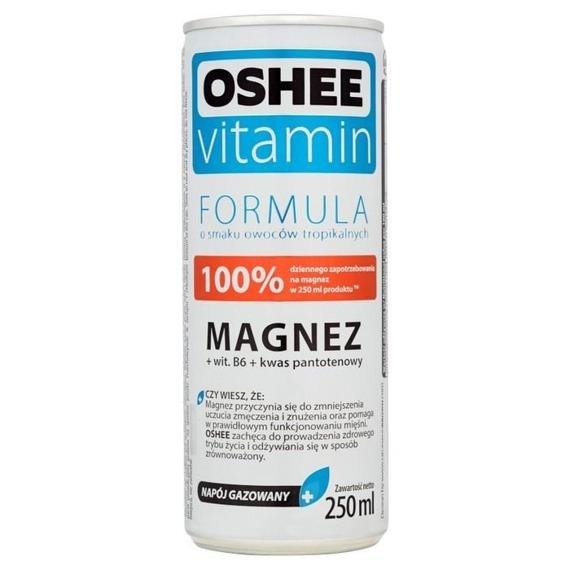 OSHEE
vitamin
FORMULA
o smaku owoców tropikalnych
100%
dziennego zapotrzebowania
na magnez
w 250 ml produktu™
MAGNEZ
+ wit. B6 + kwas pantotenowy
CZY WIESZ, ŻE:
Magnez przyczynia się do zmniejszenia
uczucia zmęczenia i znużenia oraz pomaga
w prawidłowym funkcjonowaniu mięśni.
OSHEE zachęca do prowadzenia zdrowego
trybu życia i odżywiania się w sposób
zrównoważony.
NAPÓJ GAZOWANY
Zawartość netto
250 ml